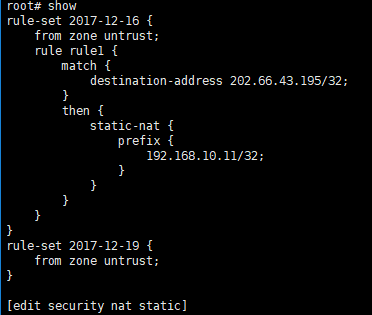 root# show
rule-set 2017-12-16 {
    from zone untrust;
    rule rule1 {
        match {
            destination-address 202.66.43.195/32;
        }
        then {
            static-nat {
                prefix {
                    192.168.10.11/32;
                }
            }
        }
    }
}
rule-set 2017-12-19 {
    from zone untrust;
}

[edit security nat static]